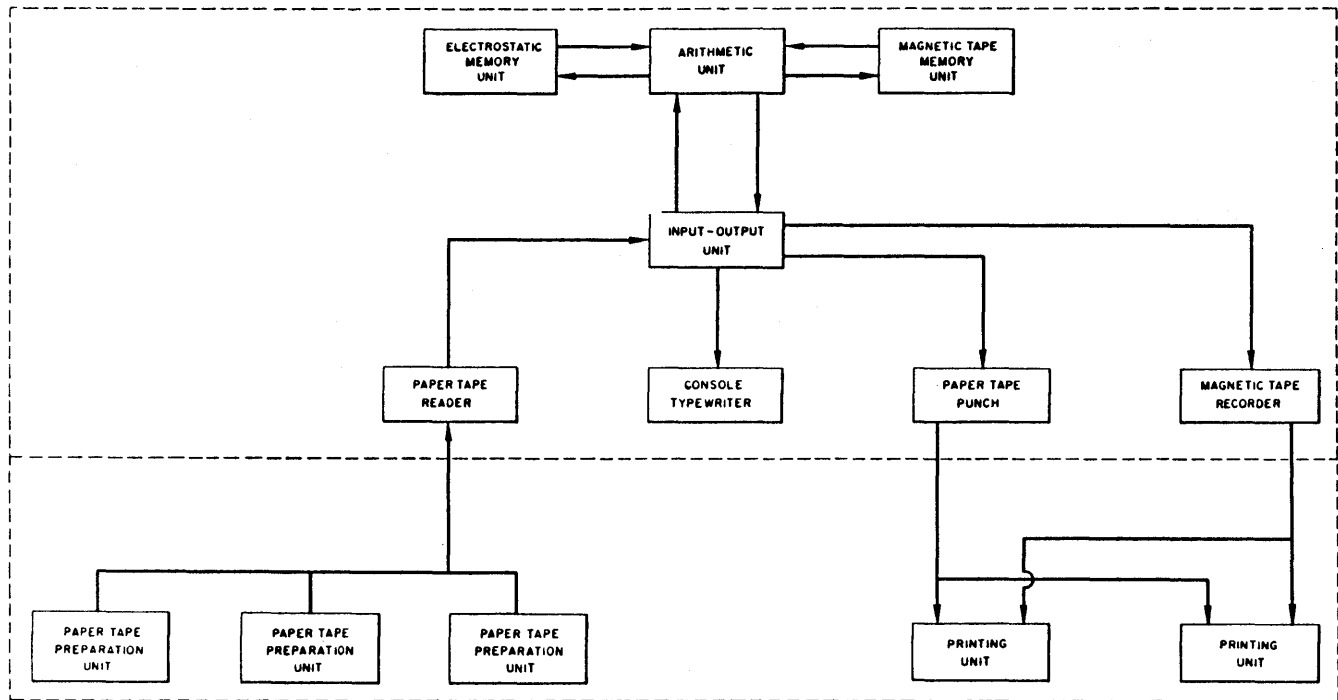 ELECTROSTATIC
MEMORY
UNIT
ARITHMETIC
UNIT
MAGNETIC TAPE
MEMORY
UNIT
INPUT-OUTPUT
UNIT
PAPER TAPE
READER
CONSOLE
TYPEWRITER
PAPER TAPE
PUNCH
MAGNETIC TAPE
RECORDER
PAPER TAPE
PREPARATION
UNIT
PAPER TAPE
PREPARATION
UNIT
PAPER TAPE
PREPARATION
UNIT
PRINTING
UNIT
PRINTING
UNIT